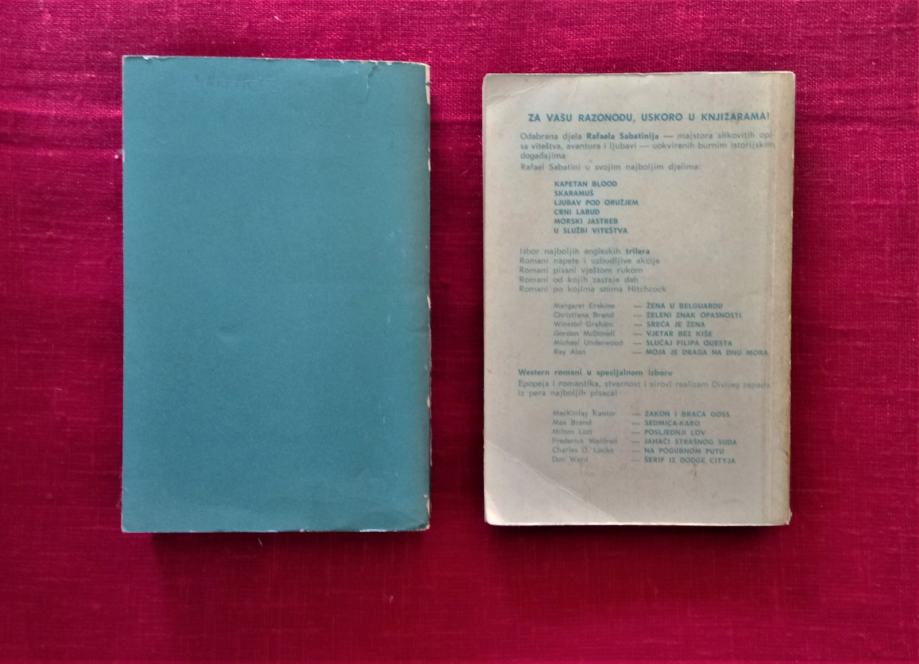 ZA VAŠU RAZONODU, USKORO U KNJIŽARAMA!
Odabrana djela Rafaela Sabatinija — majstora slikovitih opi-
sa viteštva, avantura i ljubavi — uokvirenih burnim istorijskim
događajima
Rafael Sabatini u svojim najboljim djelima:
KAPETAN BLOOD
SKARAMUŠ
LJUBAV POD ORUŽJEM
CRNI LABUD
MORSKI JASTREB
U SLUŽBI VITEŠTVA
Izbor najboljih engleskih trilera
Romani napete i uzbudljive akcije
Romani pisani vještom rukom
Romani od kojih zastaje dah
Romani po kojima snima Hitchcock
Margaret Erskine — ŽENA U BELGUARDU
Christiana Brand — ZELENI ZNAK OPASNOSTI
Winston Graham — SREĆA JE ŽENA
Gordon McDonell — VJETAR BEZ KIŠE
Michael Underwood — SLUČAJ FILIPA QUESTA
Ray Alan — MOJA JE DRAGA NA DNU MORA
Western romani u specijalnom izboru
Epopeja i romantika, stvarnost i sirovi realizam Divljeg zapada
iz pera najboljih pisaca!
MacKinlay Kantor — ZAKON I BRAĆA GOSS
Max Brand — SEDMICA-KARO
Milton Lott — POSLJEDNJI LOV
Frederick Manfred — JAHAČI STRAŠNOG SUDA
Charles O. Locke — NA POGUBNOM PUTU
Don Ward — ŠERIF IZ DODGE CITYJA